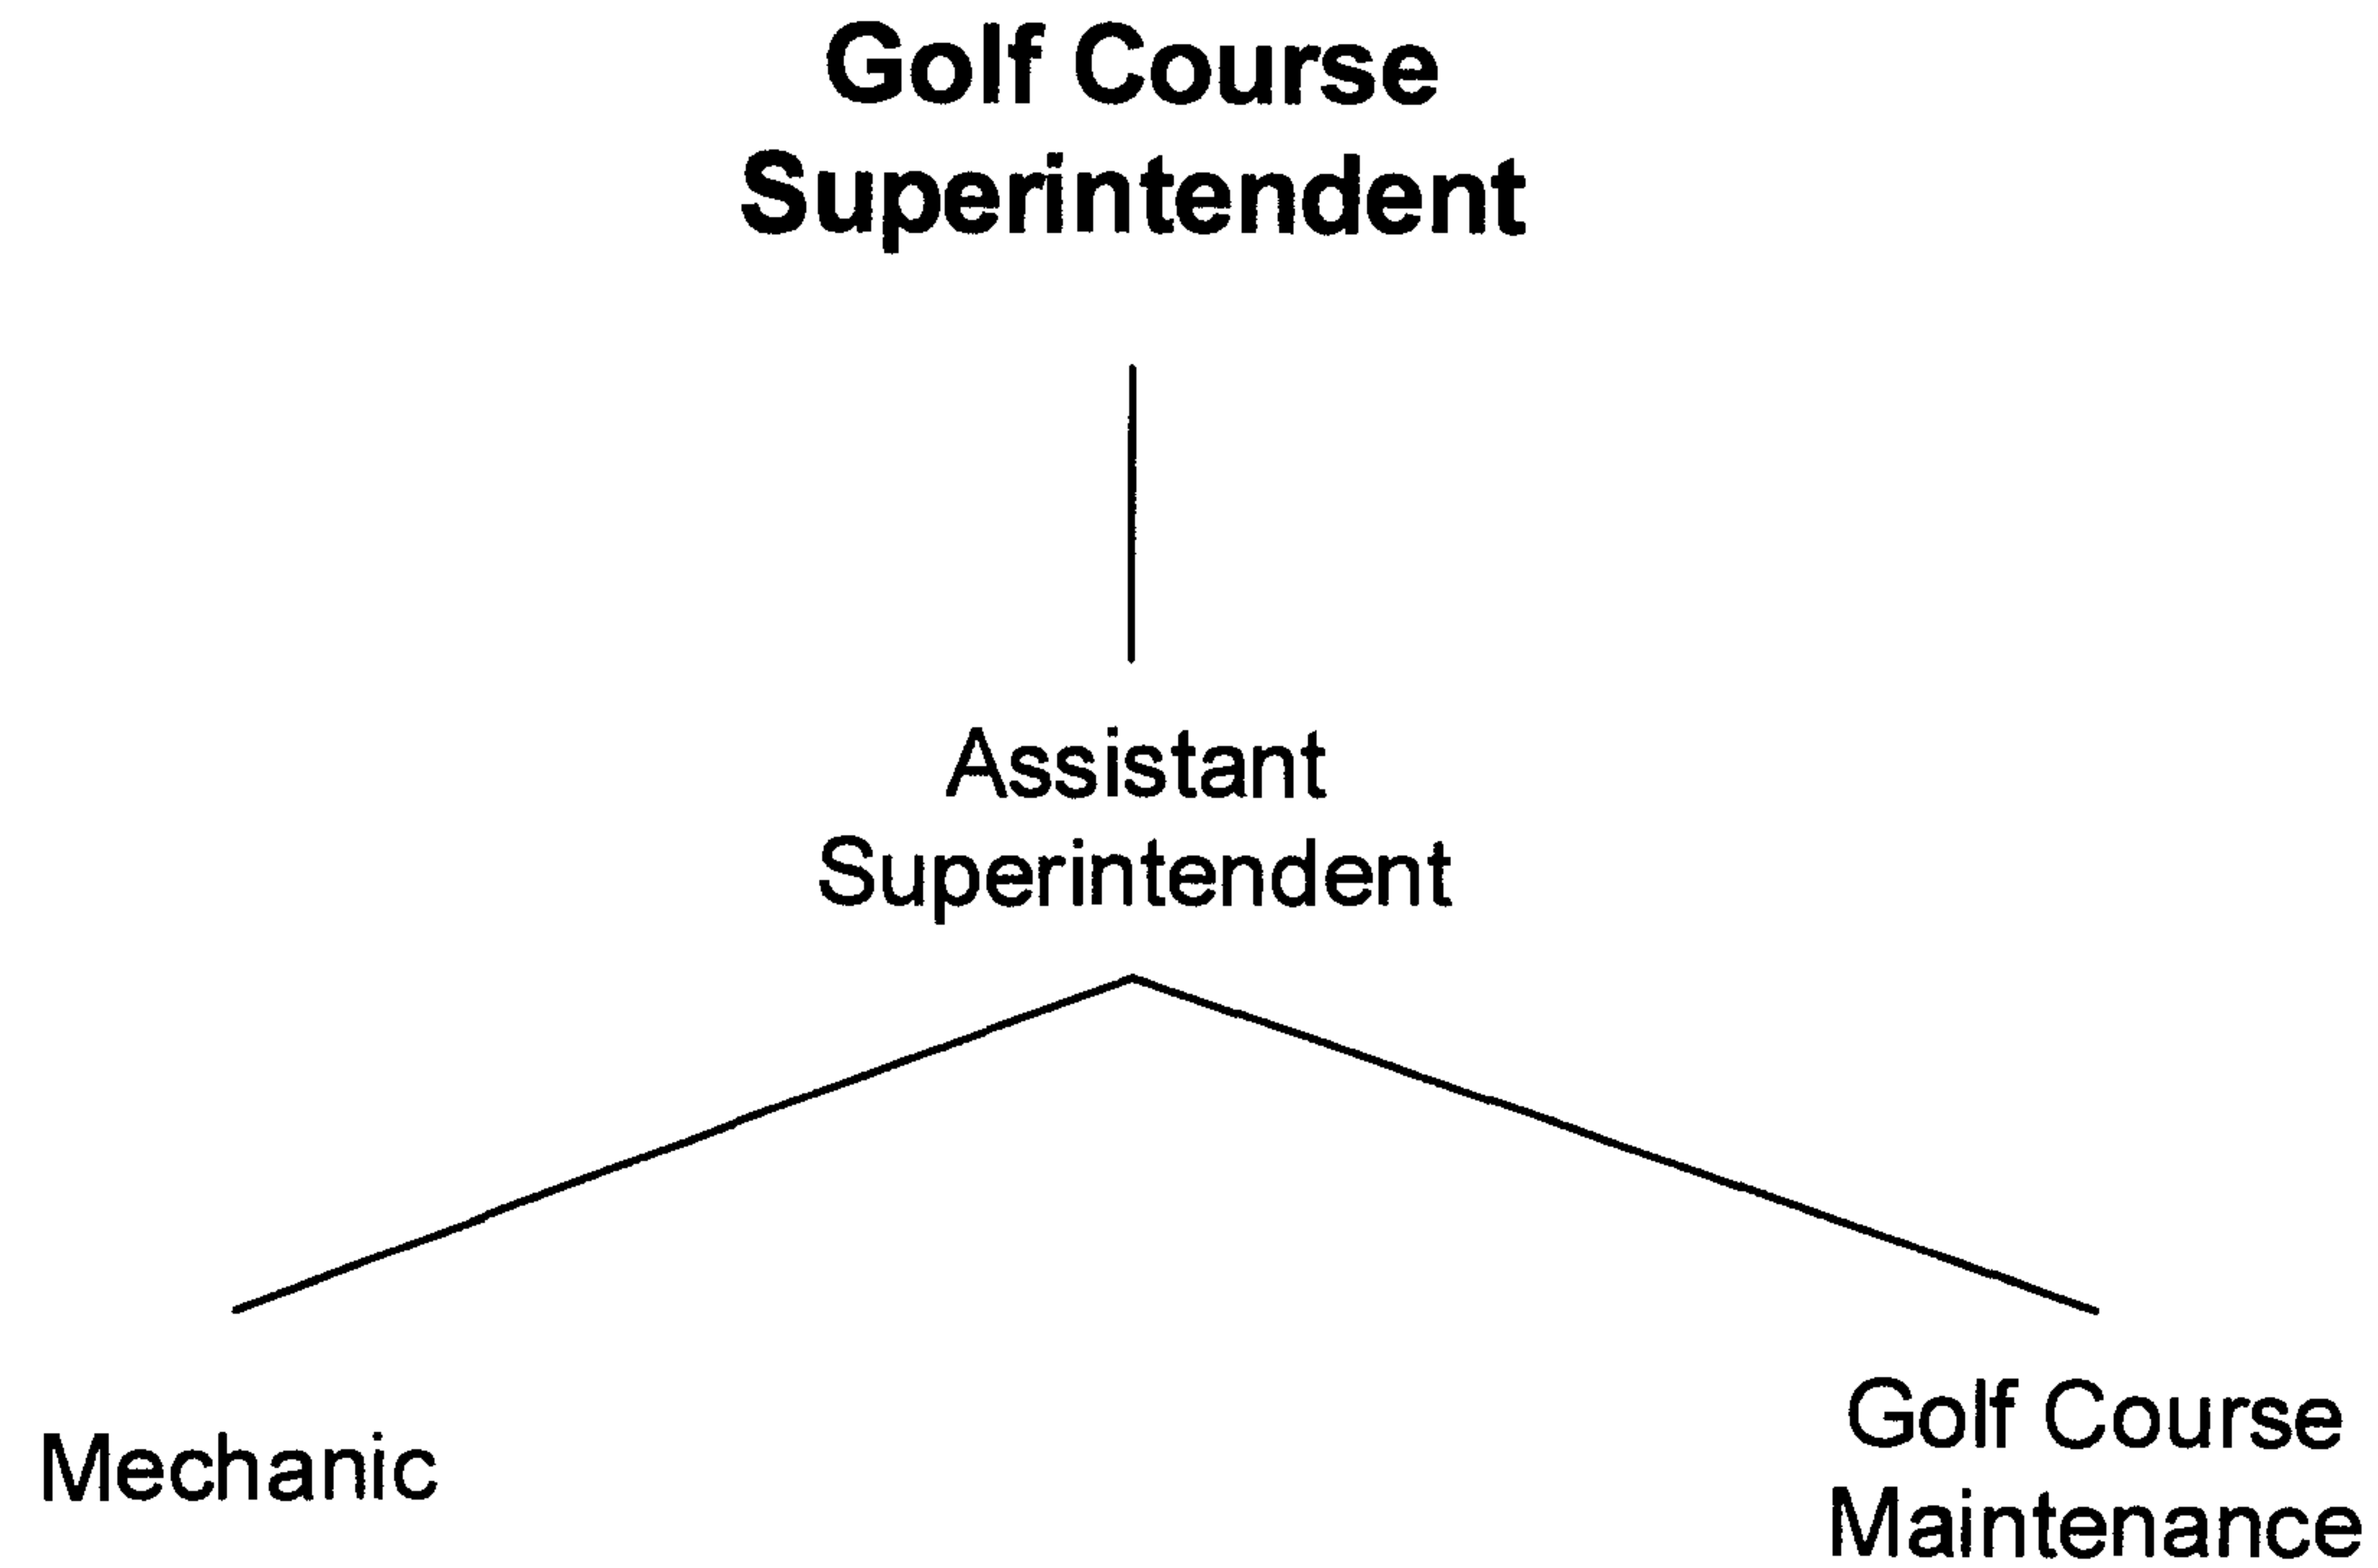 Golf Course
Superintendent
Assistant
Superintendent
Mechanic
Golf Course
Maintenance